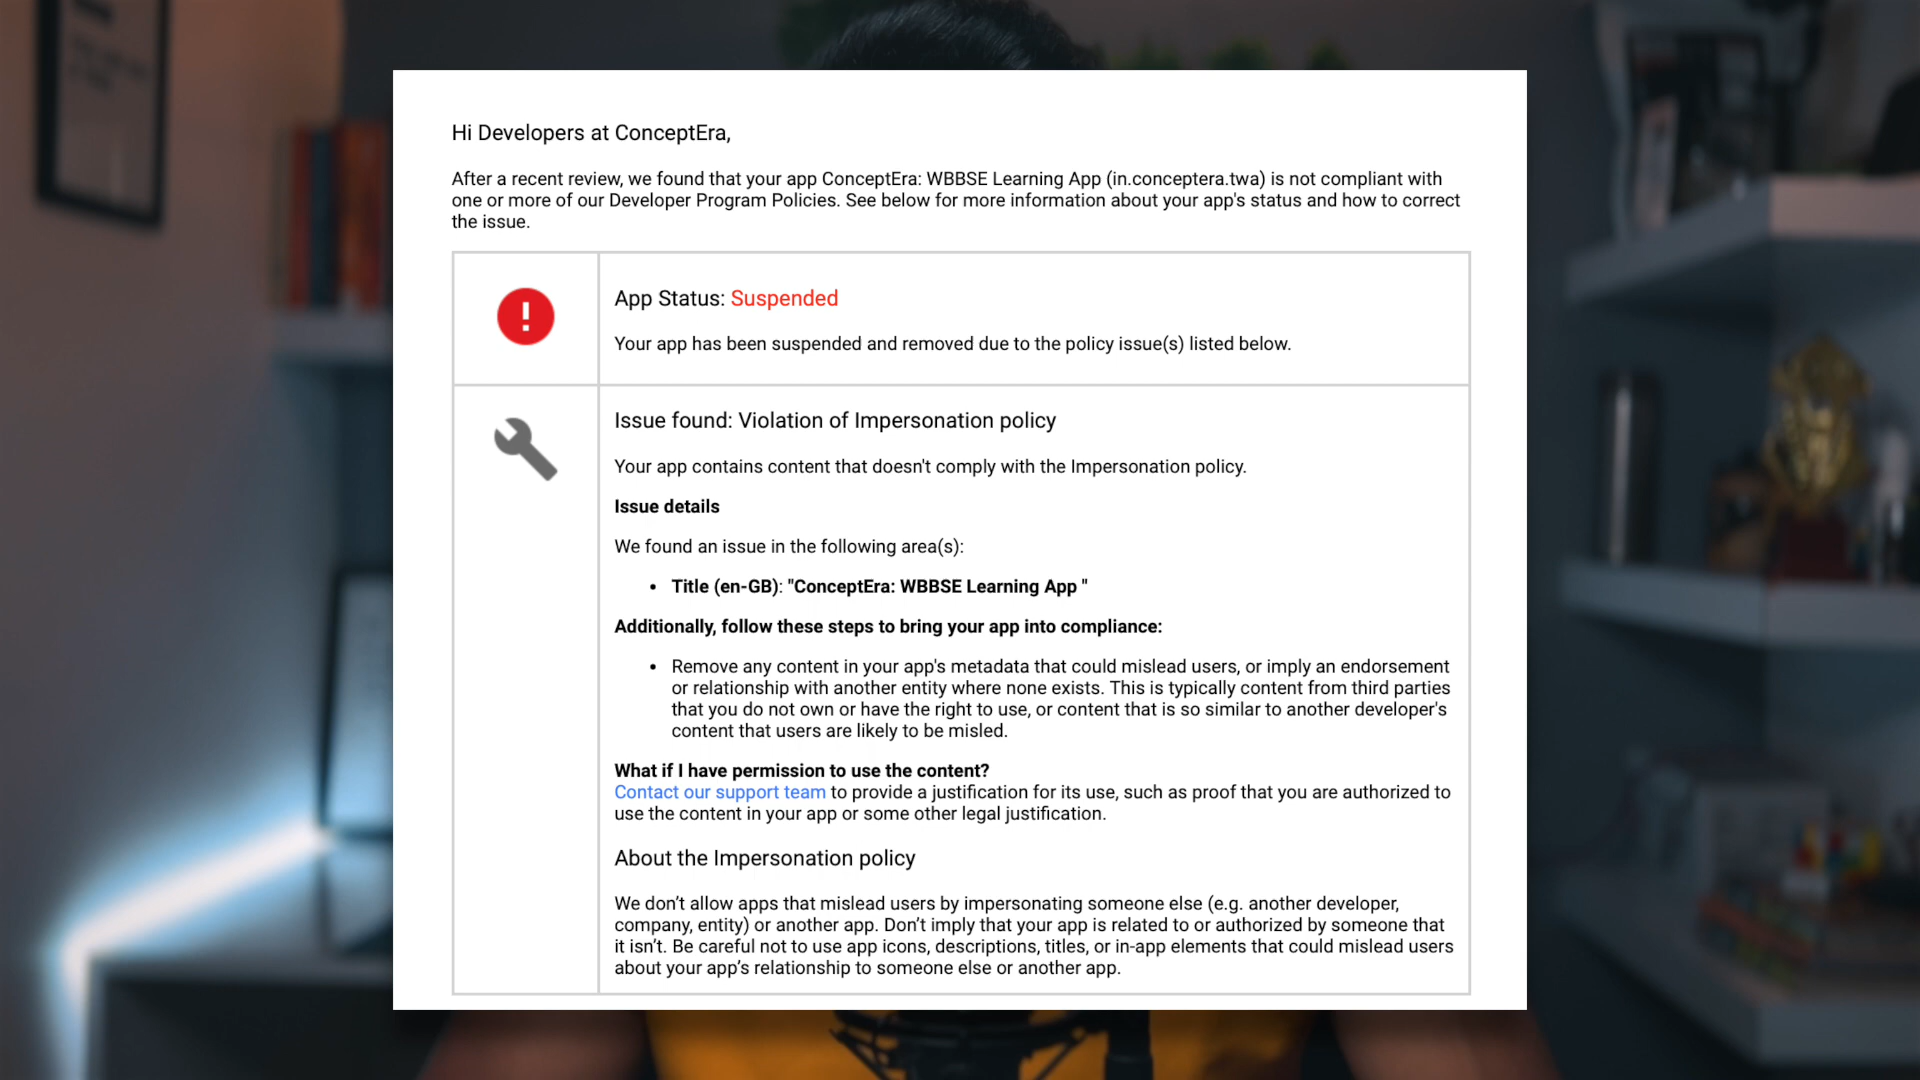 Hi Developers at ConceptEra,
After a recent review, we found that your app ConceptEra: WBBSE Learning App (in.conceptera.twa) is not compliant with
one or more of our Developer Program Policies. See below for more information about your app's status and how to correct
the issue.
App Status: Suspended
Your app has been suspended and removed due to the policy issue(s) listed below.
Issue found: Violation of Impersonation policy
Your app contains content that doesn't comply with the Impersonation policy.
Issue details
We found an issue in the following area(s):
• Title (en-GB): "ConceptEra: WBBSE Learning App "
Additionally, follow these steps to bring your app into compliance:
• Remove any content in your app's metadata that could mislead users, or imply an endorsement
or relationship with another entity where none exists. This is typically content from third parties
that you do not own or have the right to use, or content that is so similar to another developer's
content that users are likely to be misled.
What if I have permission to use the content?
Contact our support team to provide a justification for its use, such as proof that you are authorized to
use the content in your app or some other legal justification.
About the Impersonation policy
We don’t allow apps that mislead users by impersonating someone else (e.g. another developer,
company, entity) or another app. Don’t imply that your app is related to or authorized by someone that
it isn’t. Be careful not to use app icons, descriptions, titles, or in-app elements that could mislead users
about your app’s relationship to someone else or another app.